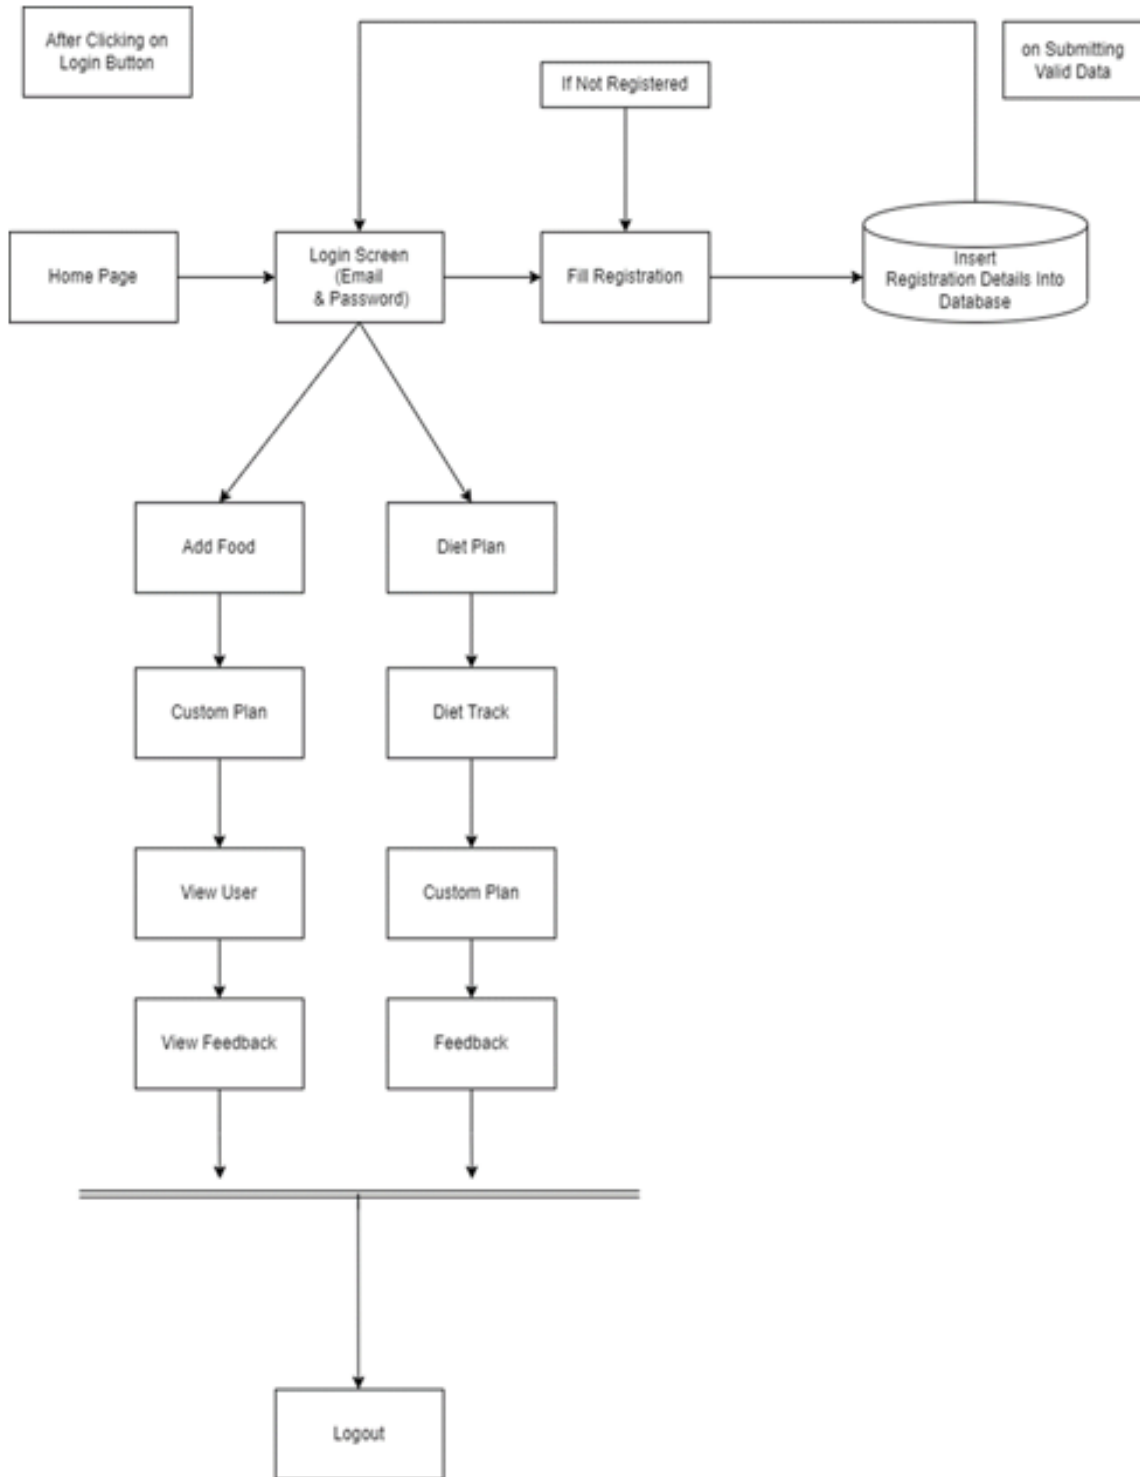 After Clicking on
Login Button
on Submitting
Valid Data
If Not Registered
Home Page
Login Screen
(Email
& Password)
Fill Registration
Insert
Registration Details Into
Database
Add Food
Diet Plan
Custom Plan
Diet Track
View User
Custom Plan
View Feedback
Feedback
Logout